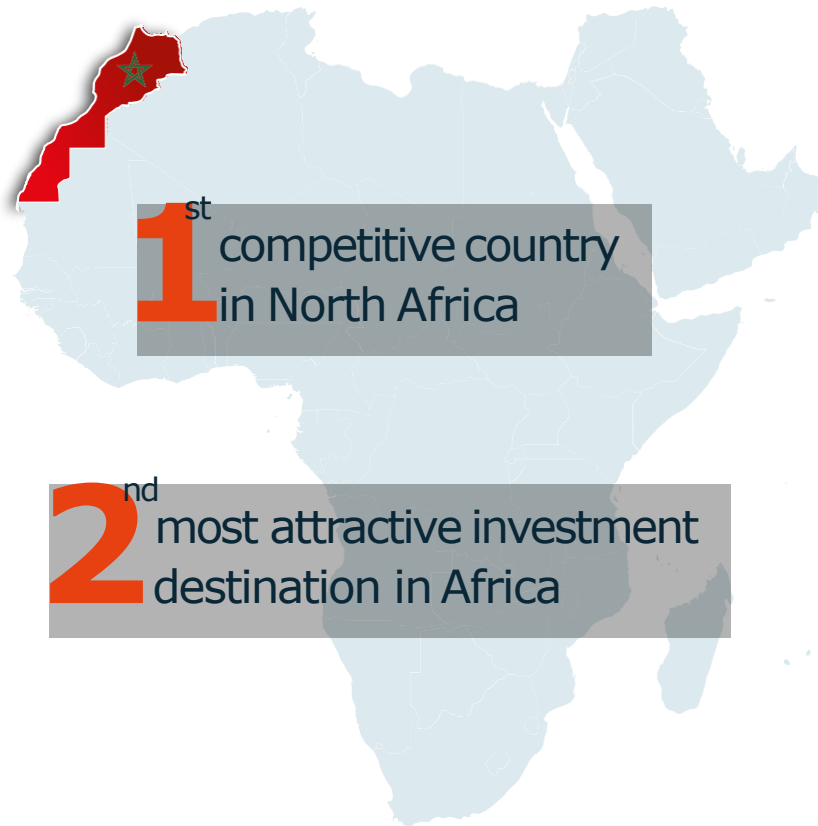 1st competitive country
in North Africa
2nd most attractive investment
destination in Africa